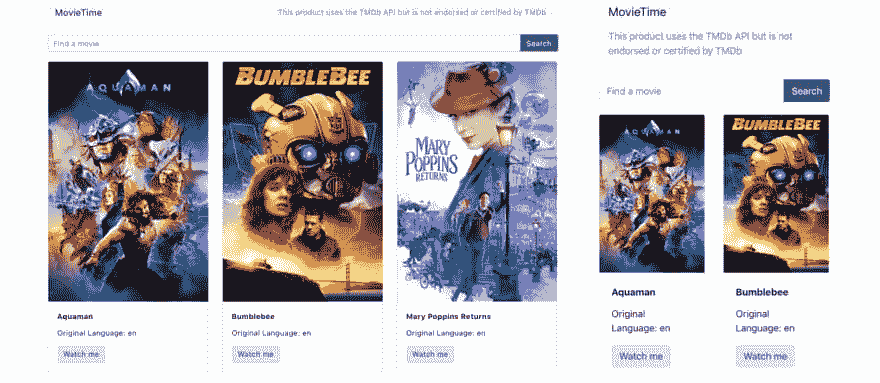 MovieTime
This product uses the TMDb API but is not endorsed or certified by TMDb
Find a movie
Search
AQUAMAN
BUMBLEBEE
MARY
POPPINS
RETURNS
Aquaman
Original Language: en
Watch me
Bumblebee
Original Language: en
Watch me
Mary Poppins Returns
Original Language: en
Watch me
MovieTime
This product uses the TMDb API but is not
endorsed or certified by TMDb
Find a movie
Search
AQUAMAN
BUMBLEBEE
Aquaman
Original
Language: en
Watch me
Bumblebee
Original
Language: en
Watch me